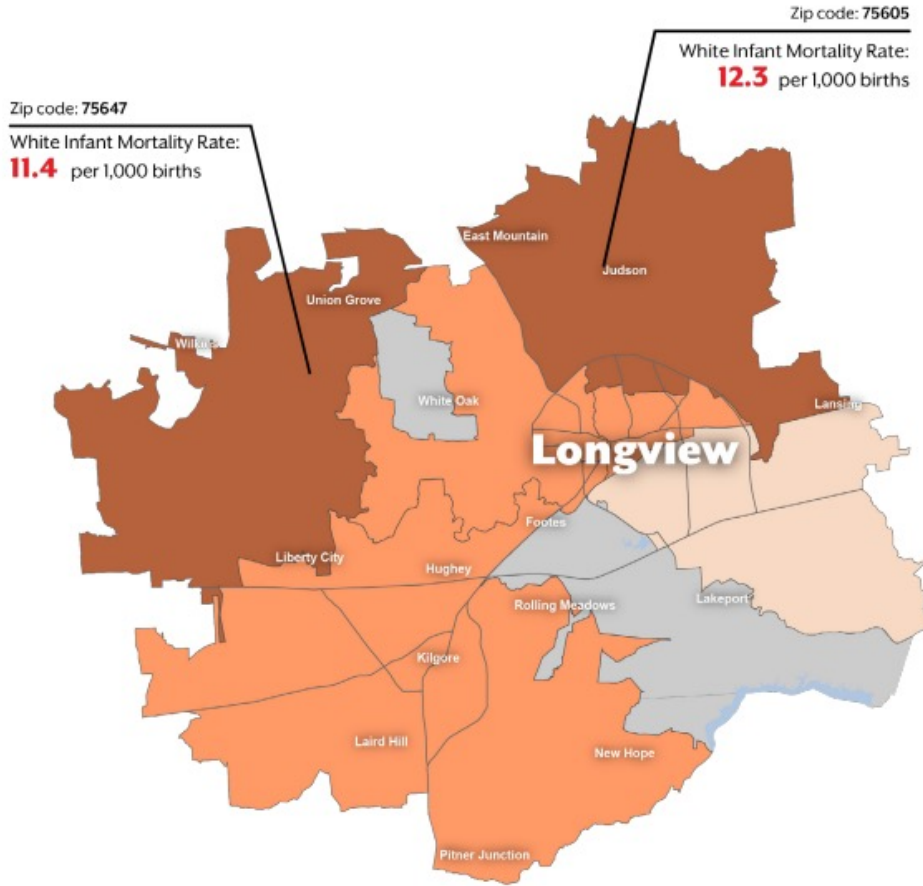 Zip code: 75605
White Infant Mortality Rate:
12.3 per 1,000 births
Zip code: 75647
White Infant Mortality Rate:
11.4 per 1,000 births
East Mountain
Judson
Union Grove
White Oak
Lansing
Longview
Footes
Liberty City
Hughey
Rolling Meadows
Lakeport
Kilgore
Laird Hill
New Hope
Pitner Junction